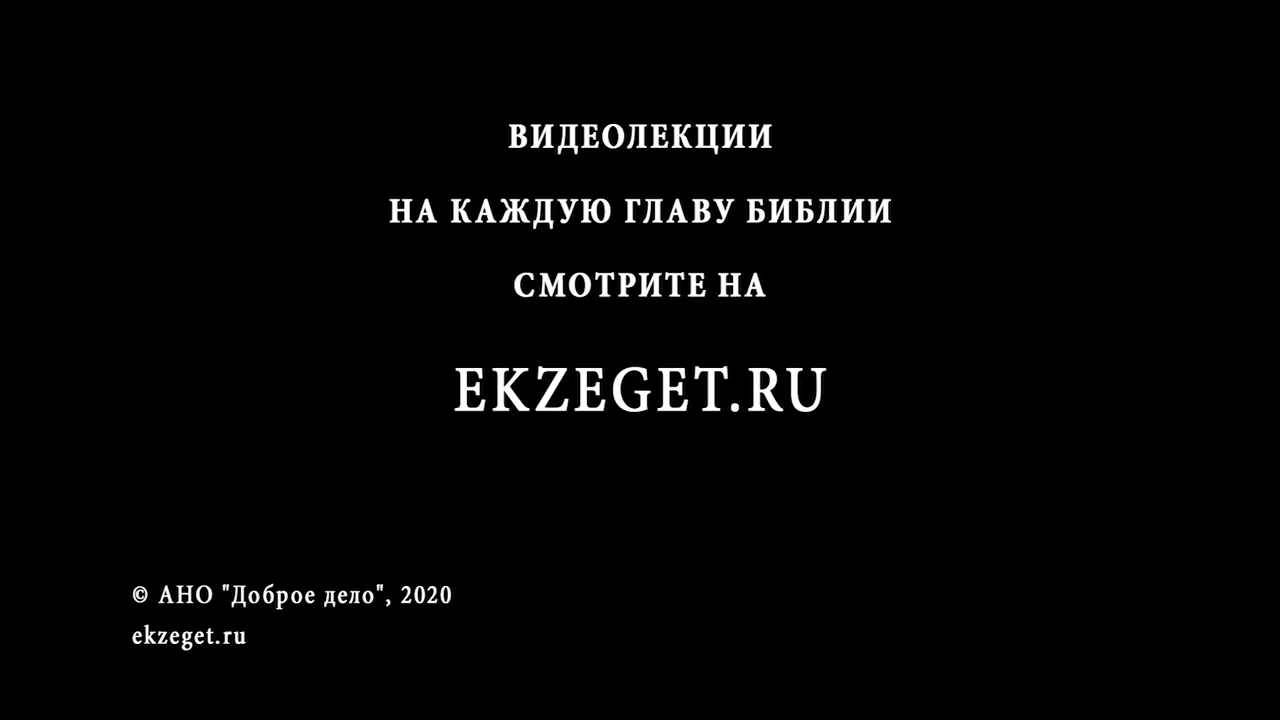 ВИДЕОЛЕКЦИИ
НА КАЖДУЮ ГЛАВУ БИБЛИИ
СМОТРИТЕ НА
EKZEGET.RU
© АНО "Доброе дело", 2020
ekzeget.ru